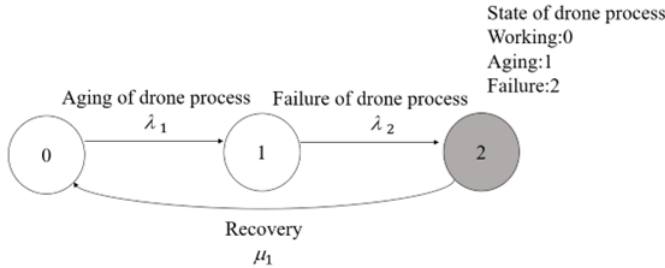 State of drone process
Working:0
Aging:1
Failure:2
Aging of drone process
λ1
Failure of drone process
λ2
0
1
2
Recovery
μ1